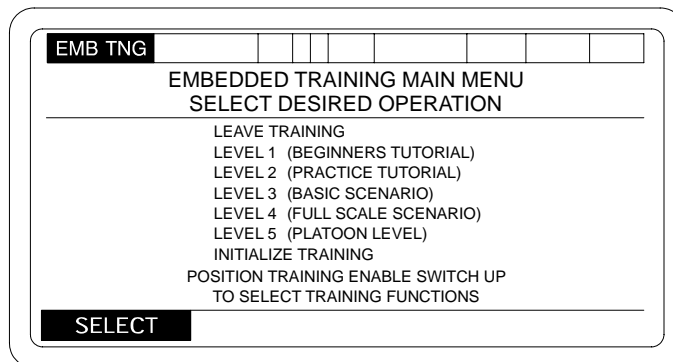 EMB TNG
EMBEDDED TRAINING MAIN MENU
SELECT DESIRED OPERATION
LEAVE TRAINING
LEVEL 1 (BEGINNERS TUTORIAL)
LEVEL 2 (PRACTICE TUTORIAL)
LEVEL 3 (BASIC SCENARIO)
LEVEL 4 (FULL SCALE SCENARIO)
LEVEL 5 (PLATOON LEVEL)
INITIALIZE TRAINING
POSITION TRAINING ENABLE SWITCH UP
TO SELECT TRAINING FUNCTIONS
SELECT